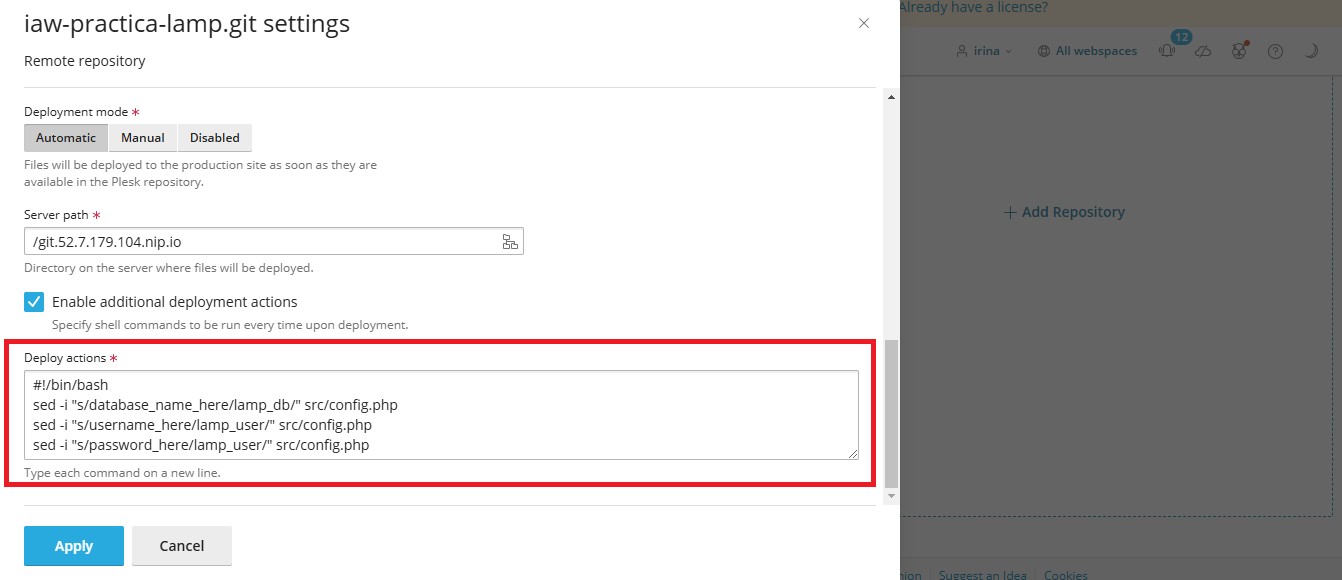 iaw-practica-lamp.git settings
Remote repository
Deployment mode *
Automatic Manual Disabled
Files will be deployed to the production site as soon as they are
available in the Plesk repository.
Server path *
/git.52.7.179.104.nip.io
Directory on the server where files will be deployed.
Enable additional deployment actions
Specify shell commands to be run every time upon deployment.
Deploy actions *
#!/bin/bash
sed -i "s/database_name_here/lamp_db/" src/config.php
sed -i "s/username_here/lamp_user/" src/config.php
sed -i "s/password_here/lamp_user/" src/config.php
Type each command on a new line.
Apply Cancel
Already have a license?
irina All webspaces 12
+ Add Repository
Suggest an Idea Cookies